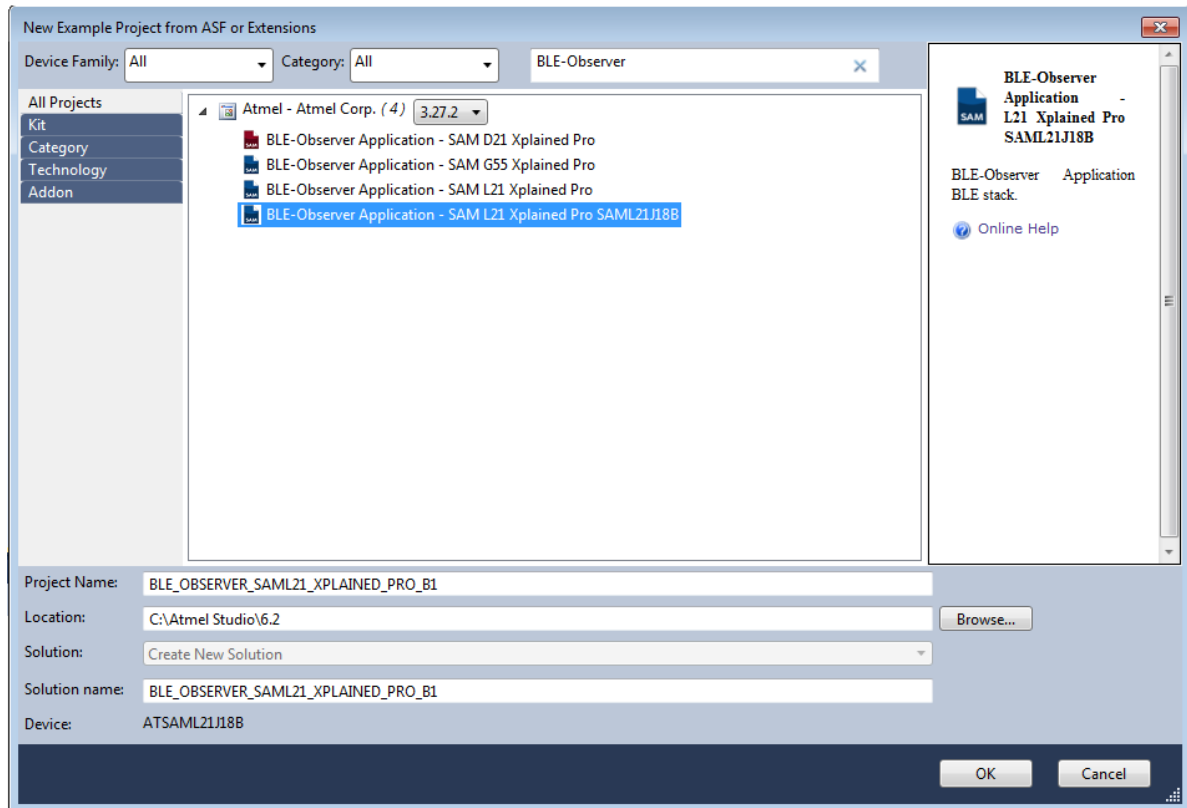 New Example Project from ASF or Extensions
Device Family: All Category: All BLE-Observer
All Projects
Kit
Category
Technology
Addon
Atmel - Atmel Corp. (4) 3.27.2
BLE-Observer Application - SAM D21 Xplained Pro
BLE-Observer Application - SAM G55 Xplained Pro
BLE-Observer Application - SAM L21 Xplained Pro
BLE-Observer Application - SAM L21 Xplained Pro SAML21J18B
SAM
BLE-Observer
Application -
L21 Xplained Pro
SAML21J18B
BLE-Observer Application
BLE stack.
Online Help
Project Name: BLE_OBSERVER_SAML21_XPLAINED_PRO_B1
Location: C:\Atmel Studio\6.2 Browse...
Solution: Create New Solution
Solution name: BLE_OBSERVER_SAML21_XPLAINED_PRO_B1
Device: ATSAML21J18B
OK Cancel